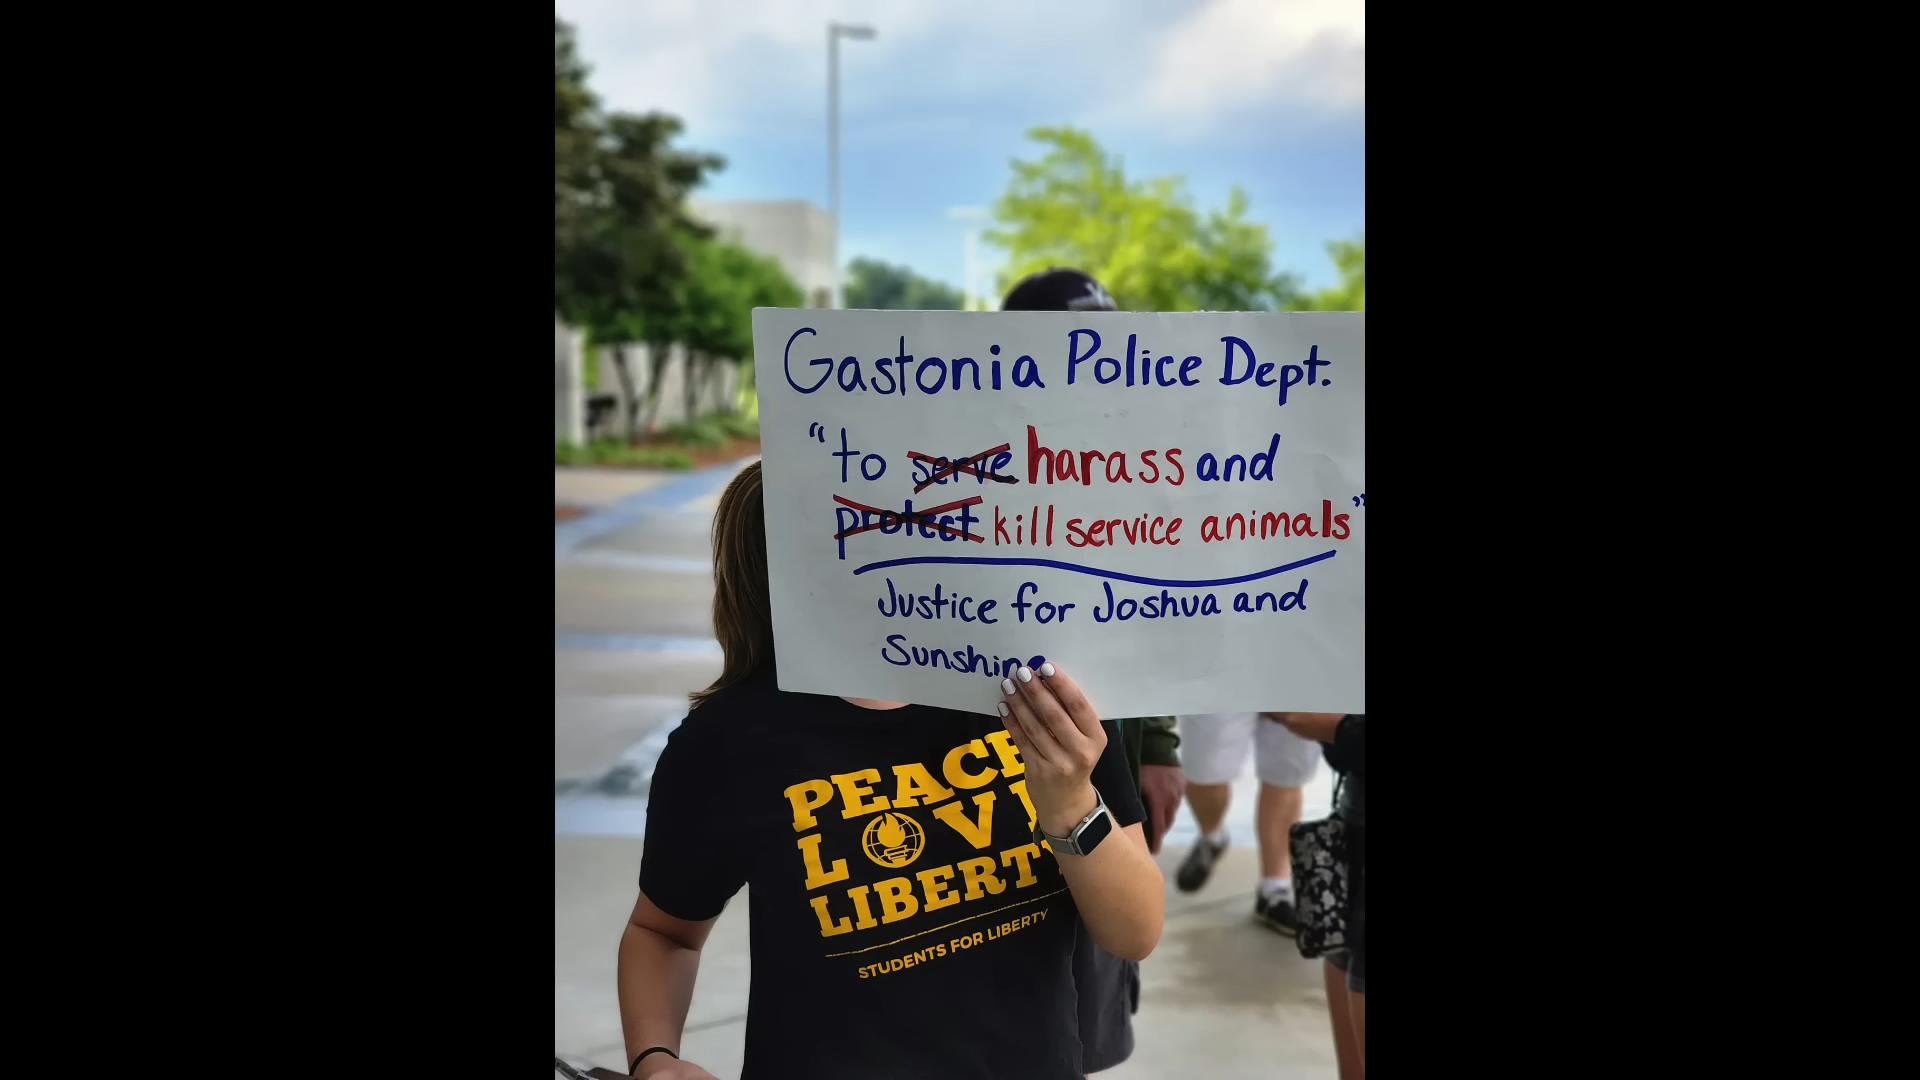 Gastonia Police Dept.
"to serve harass and
protect kill service animals"
Justice for Joshua and
Sunshine
PEACE
LOVE
LIBERTY
STUDENTS FOR LIBERTY